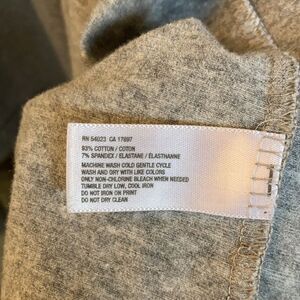 RN 54023 CA 17897
93% COTTON / COTON
7% SPANDEX / ELASTANE / ÉLASTHANNE
MACHINE WASH COLD GENTLE CYCLE
WASH AND DRY WITH LIKE COLORS
ONLY NON-CHLORINE BLEACH WHEN NEEDED
TUMBLE DRY LOW, COOL IRON
DO NOT IRON ON PRINT
DO NOT DRY CLEAN